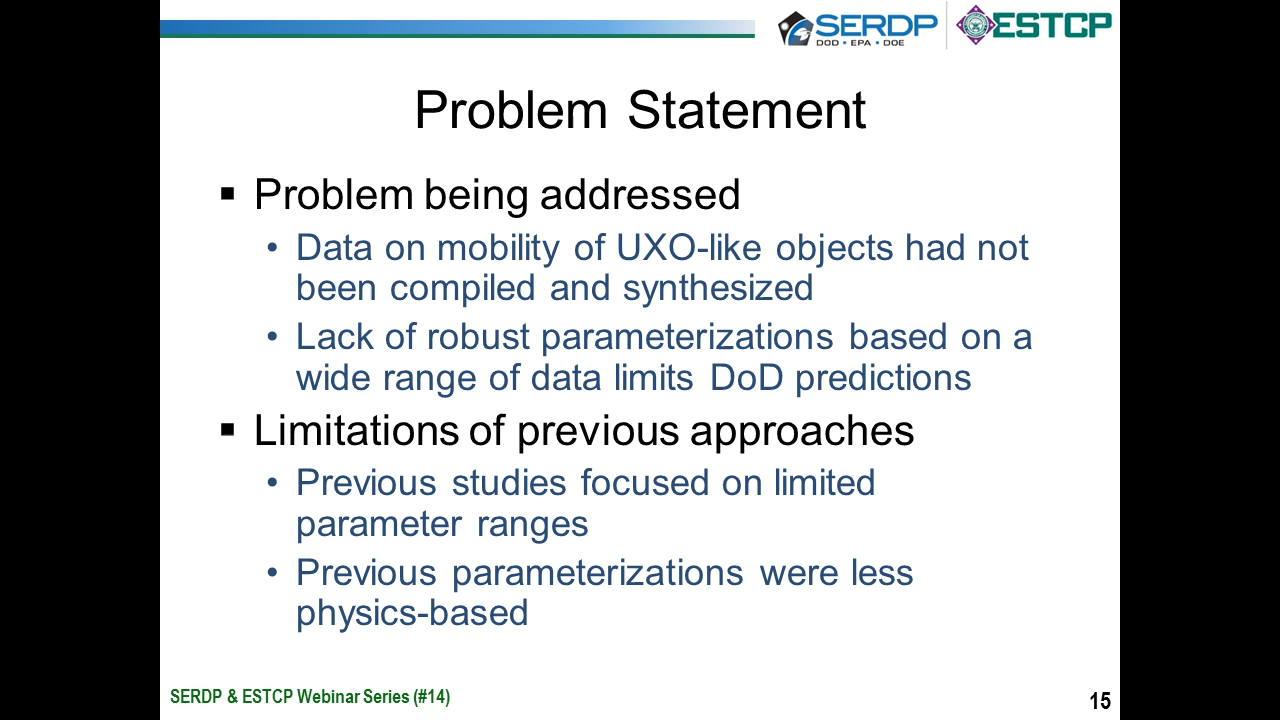 SERDP
DOD • EPA • DOE
ESTCP
Problem Statement
▪ Problem being addressed
• Data on mobility of UXO-like objects had not
been compiled and synthesized
• Lack of robust parameterizations based on a
wide range of data limits DoD predictions
▪ Limitations of previous approaches
• Previous studies focused on limited
parameter ranges
• Previous parameterizations were less
physics-based
SERDP & ESTCP Webinar Series (#14)
15